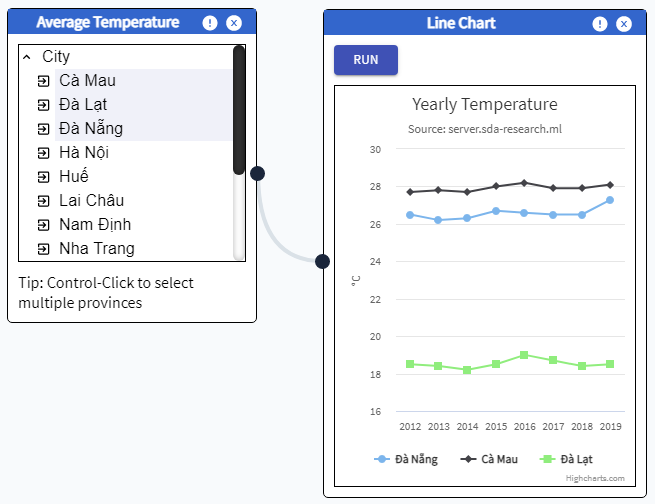 Average Temperature
! x
City
Cà Mau
Đà Lạt
Đà Nẵng
Hà Nội
Huế
Lai Châu
Nam Định
Nha Trang
Tip: Control-Click to select
multiple provinces
Line Chart
! x
RUN
Yearly Temperature
Source: server.sda-research.ml
°C
30
28
26
24
22
20
18
16
2012 2013 2014 2015 2016 2017 2018 2019
Đà Nẵng Cà Mau Đà Lạt
Highcharts.com